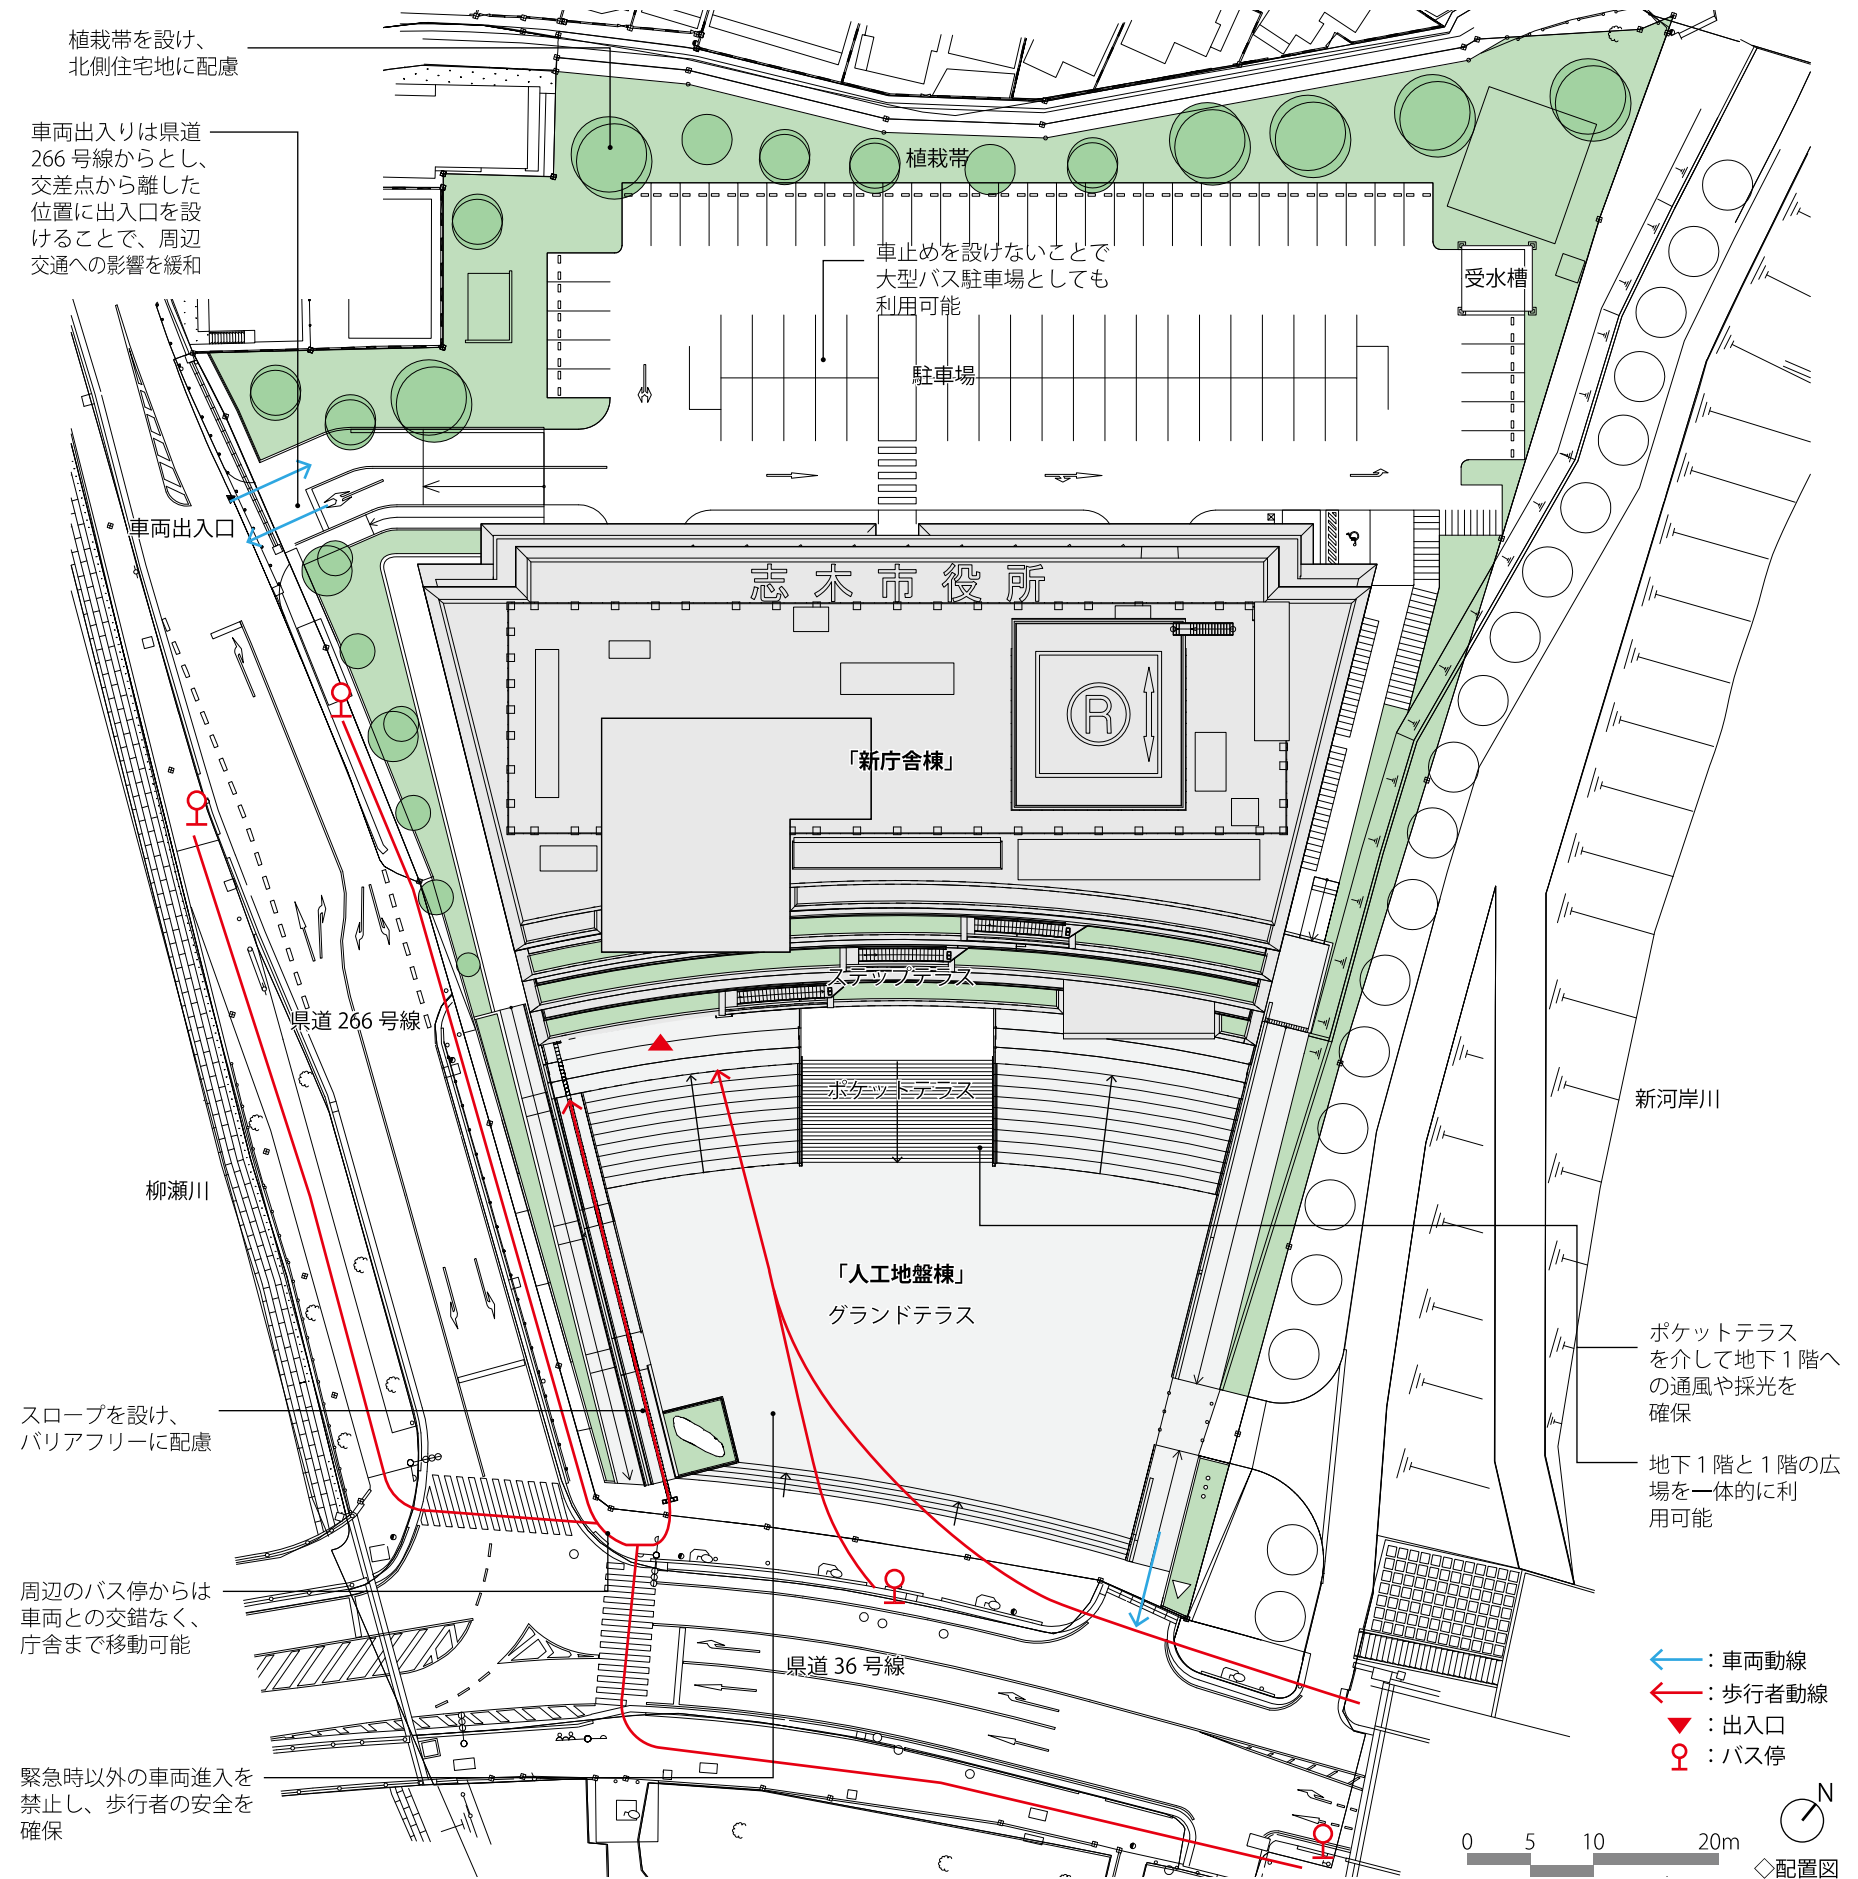 植栽帯を設け、
北側住宅地に配慮
車両出入りは県道
266 号線からとし、
交差点から離した
位置に出入口を設
けることで、周辺
交通への影響を緩和
植栽帯
車止めを設けないことで
大型バス駐車場としても
利用可能
受水槽
駐車場
車両出入口
志木市役所
R
「新庁舎棟」
ステップテラス
県道 266 号線
ポケットテラス
新河岸川
柳瀬川
「人工地盤棟」
グランドテラス
ポケットテラス
を介して地下 1 階へ
の通風や採光を
確保
スロープを設け、
バリアフリーに配慮
地下 1 階と 1 階の広
場を一体的に利
用可能
周辺のバス停からは
車両との交錯なく、
庁舎まで移動可能
県道 36 号線
緊急時以外の車両進入を
禁止し、歩行者の安全を
確保
：車両動線
：歩行者動線
：出入口
：バス停
N
0 5 10 20m
◇配置図